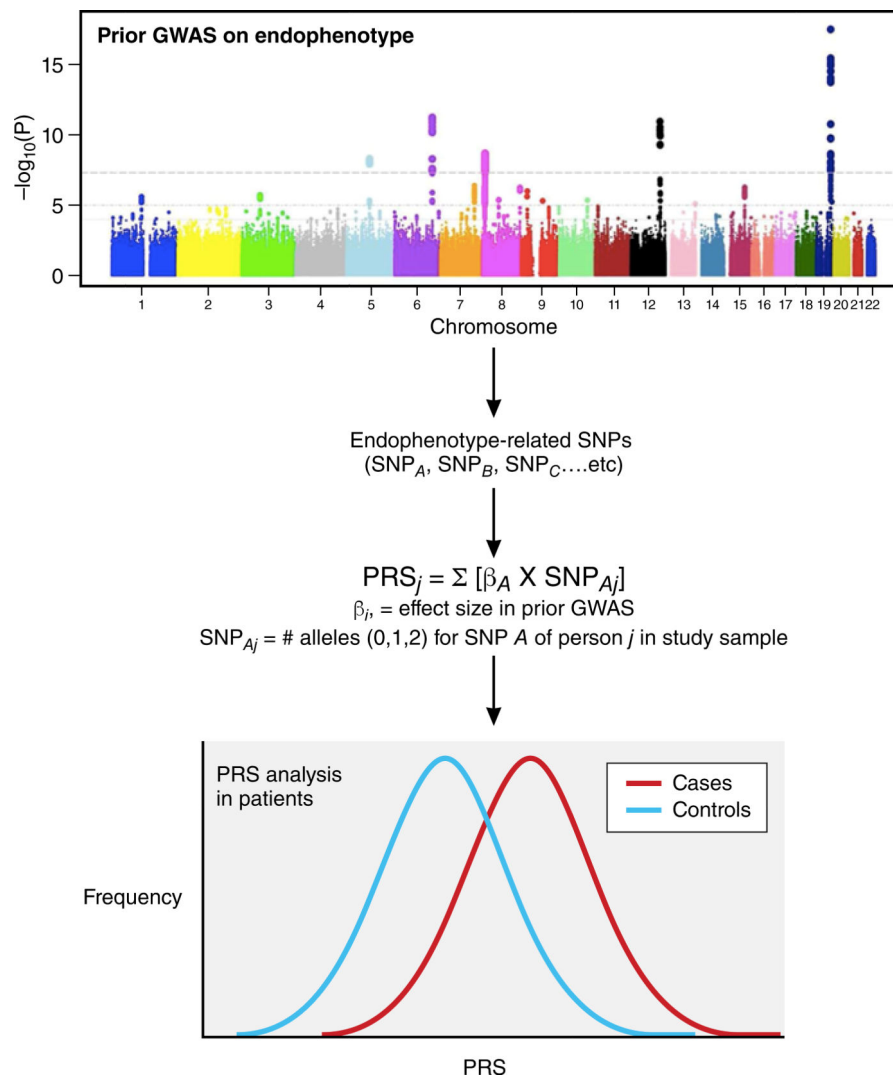 Prior GWAS on endophenotype
–log10(P)
15
10
5
0
1 2 3 4 5 6 7 8 9 10 11 12 13 14 15 16 17 18 19 20 21 22
Chromosome
Endophenotype-related SNPs
(SNPA, SNPB, SNPC....etc)
PRSj = Σ [βA X SNPAj]
βi, = effect size in prior GWAS
SNPAj = # alleles (0,1,2) for SNP A of person j in study sample
PRS analysis
in patients
Cases
Controls
Frequency
PRS